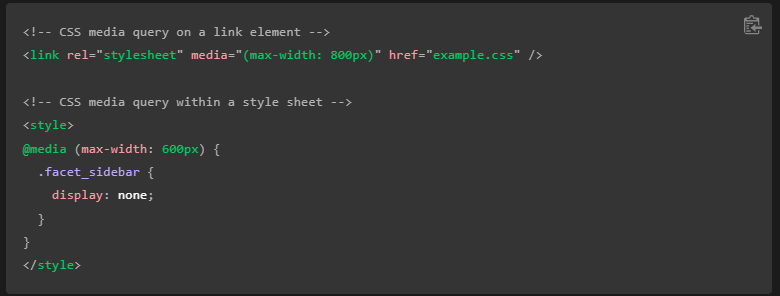 <!-- CSS media query on a link element -->
<link rel="stylesheet" media="(max-width: 800px)" href="example.css" />
<!-- CSS media query within a style sheet -->
<style>
@media (max-width: 600px) {
.facet_sidebar {
display: none;
}
}
</style>